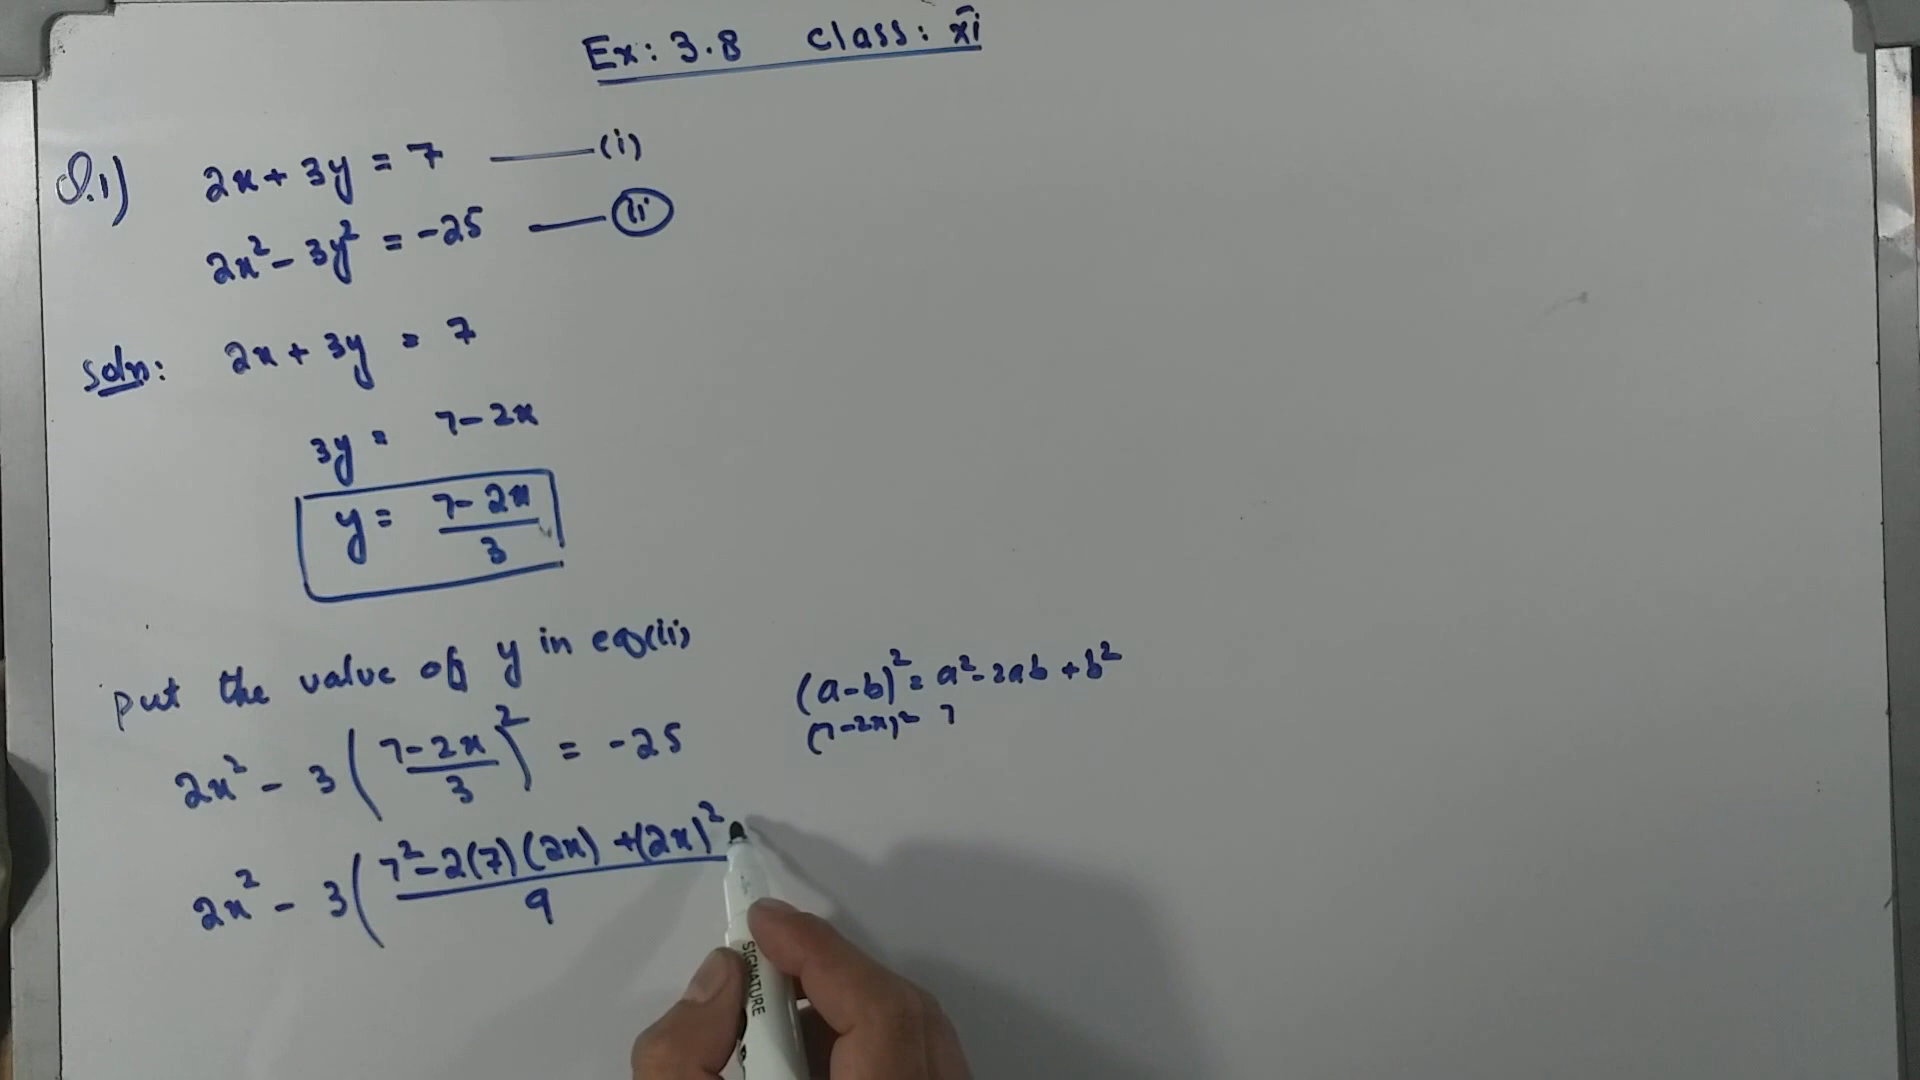 Ex: 3.8 Class: xi
Q.1) 2x + 3y = 7 —— (i)
2x² - 3y² = -25 —— (ii)
Soln: 2x + 3y = 7
3y = 7 - 2x
y = (7 - 2x)/3
put the value of y in eq(ii)
2x² - 3((7 - 2x)/3)² = -25
(a-b)² = a² - 2ab + b²
(7-2x)² = 7
2x² - 3((7² - 2(7)(2x) + (2x)²)/9
SIGNATURE